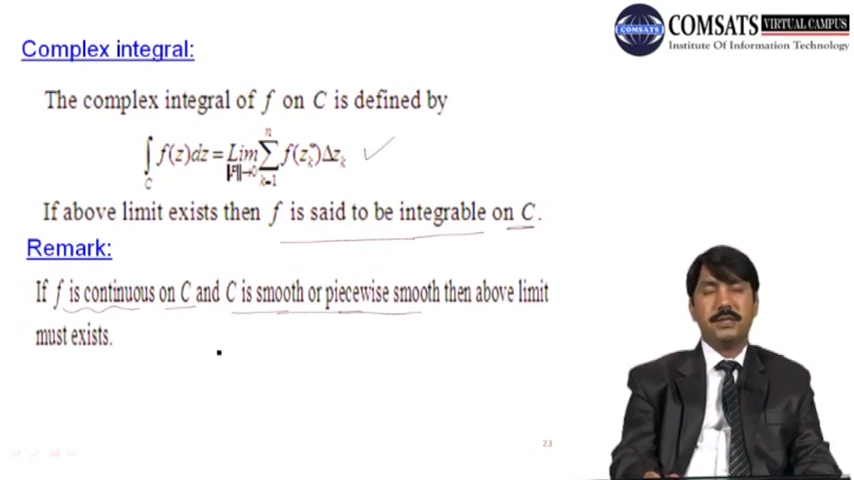 COMSATS VIRTUAL CAMPUS
Institute Of Information Technology
COMSATS
Complex integral:
The complex integral of f on C is defined by
∫_C f(z)dz = Lim_{‖P‖→0} ∑_{k=1}^{n} f(z_k^*)Δz_k
If above limit exists then f is said to be integrable on C.
Remark:
If f is continuous on C and C is smooth or piecewise smooth then above limit
must exists.
23